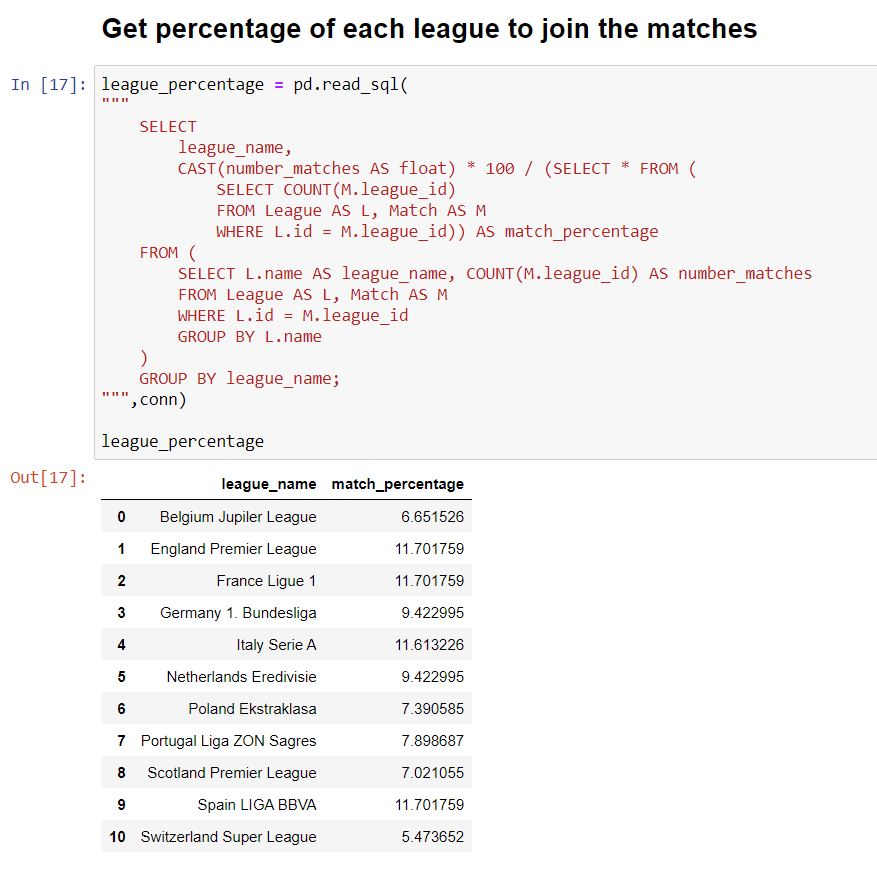 Get percentage of each league to join the matches
In [17]: league_percentage = pd.read_sql(
"""
    SELECT
        league_name,
        CAST(number_matches AS float) * 100 / (SELECT * FROM (
            SELECT COUNT(M.league_id)
            FROM League AS L, Match AS M
            WHERE L.id = M.league_id)) AS match_percentage
    FROM (
        SELECT L.name AS league_name, COUNT(M.league_id) AS number_matches
        FROM League AS L, Match AS M
        WHERE L.id = M.league_id
        GROUP BY L.name
    )
    GROUP BY league_name;
""",conn)
league_percentage
Out[17]:
league_name match_percentage
0 Belgium Jupiler League 6.651526
1 England Premier League 11.701759
2 France Ligue 1 11.701759
3 Germany 1. Bundesliga 9.422995
4 Italy Serie A 11.613226
5 Netherlands Eredivisie 9.422995
6 Poland Ekstraklasa 7.390585
7 Portugal Liga ZON Sagres 7.898687
8 Scotland Premier League 7.021055
9 Spain LIGA BBVA 11.701759
10 Switzerland Super League 5.473652